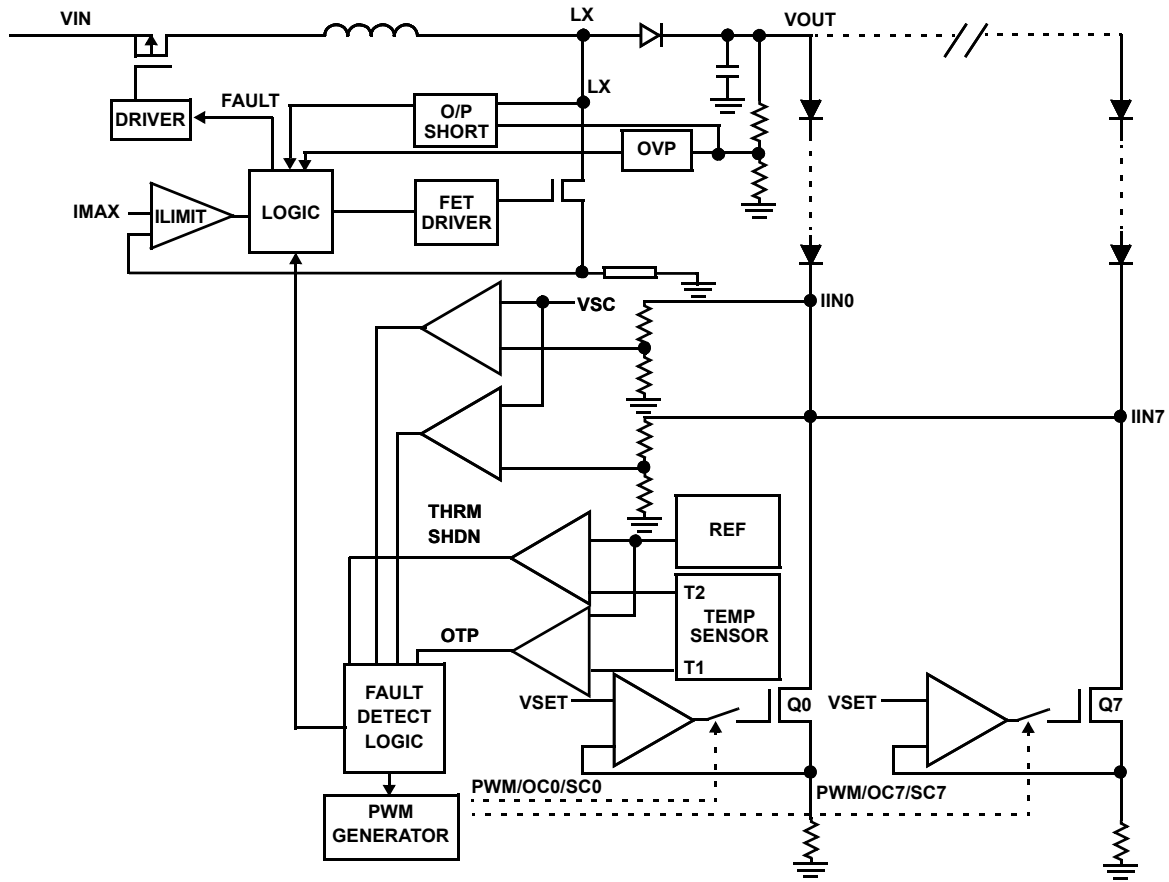 VIN
LX
VOUT
LX
FAULT
DRIVER
O/P
SHORT
OVP
IMAX
ILIMIT
LOGIC
FET
DRIVER
VSC
IIN0
IIN7
THRM
SHDN
REF
T2
TEMP
SENSOR
T1
OTP
FAULT
DETECT
LOGIC
VSET
Q0
VSET
Q7
PWM/OC0/SC0
PWM/OC7/SC7
PWM
GENERATOR